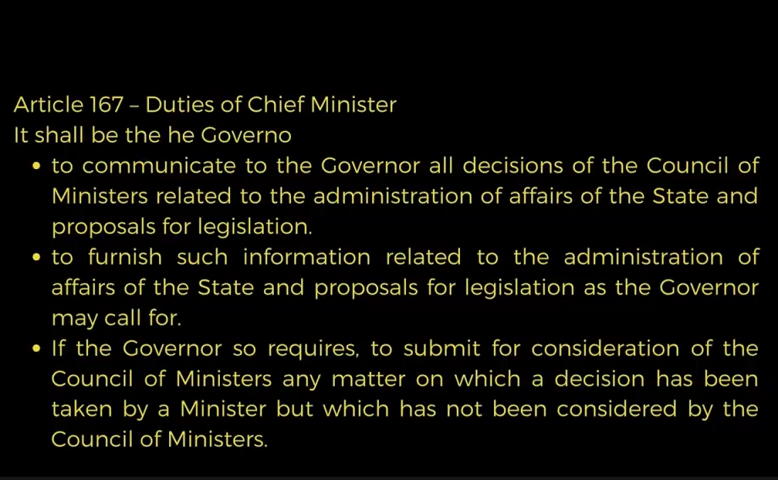 Article 167 – Duties of Chief Minister
It shall be the he Governo
• to communicate to the Governor all decisions of the Council of
Ministers related to the administration of affairs of the State and
proposals for legislation.
• to furnish such information related to the administration of
affairs of the State and proposals for legislation as the Governor
may call for.
• If the Governor so requires, to submit for consideration of the
Council of Ministers any matter on which a decision has been
taken by a Minister but which has not been considered by the
Council of Ministers.